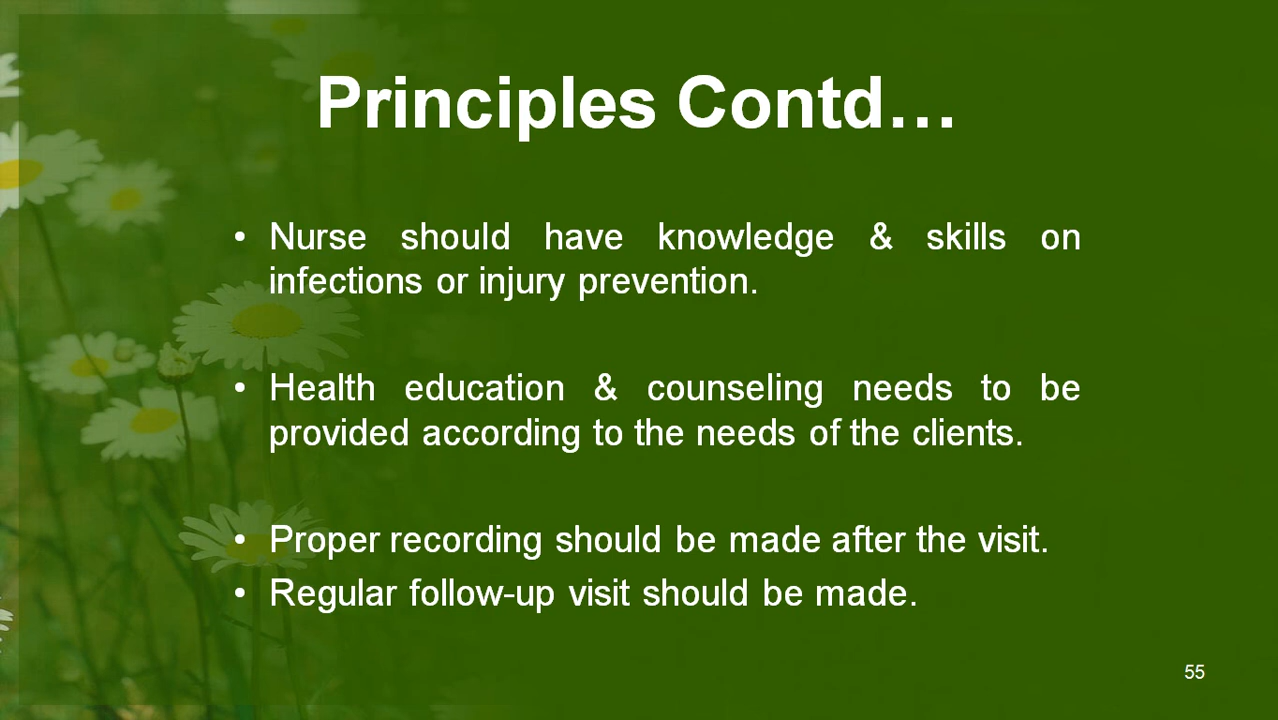 Principles Contd…
• Nurse should have knowledge & skills on
infections or injury prevention.
• Health education & counseling needs to be
provided according to the needs of the clients.
• Proper recording should be made after the visit.
• Regular follow-up visit should be made.
55